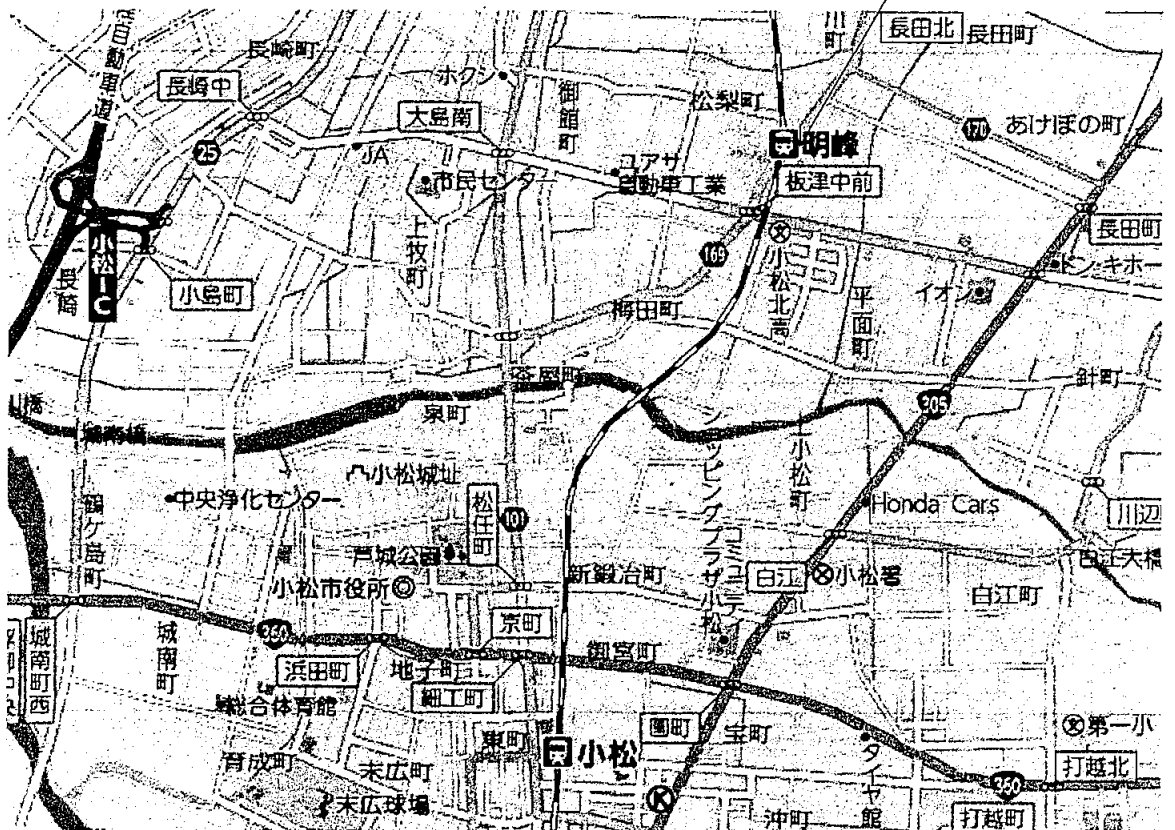 自動車道
長崎町
長崎中
ホクシン
御館町
大島南
川町
長田北
長田町
松梨町
170
あけぼの町
25
JA
市民センター
ユアサ
自動車工業
明峰
板津中前
長田町
小松IC
長崎
小島町
上牧町
169
小松北高
梅田町
平面町
イオン
ドン・キホー
305
針町
川橋
城南橋
泉町
茶屋町
小松城址
中央浄化センター
鶴ケ島町
松任町
101
芦城公園
小松市役所
新鍛冶町
ショッピングプラザ小松
コミュニティ
上小松町
Honda Cars
川辺
白江大橋
白江
小松署
白江町
360
城南町西
城南町
浜田町
地子町
京町
細工町
御宮町
総合体育館
育成町
末広町
東町
小松
園町
宝町
タイヤ館
第一小
打越北
末広球場
K
沖町
360
打越町